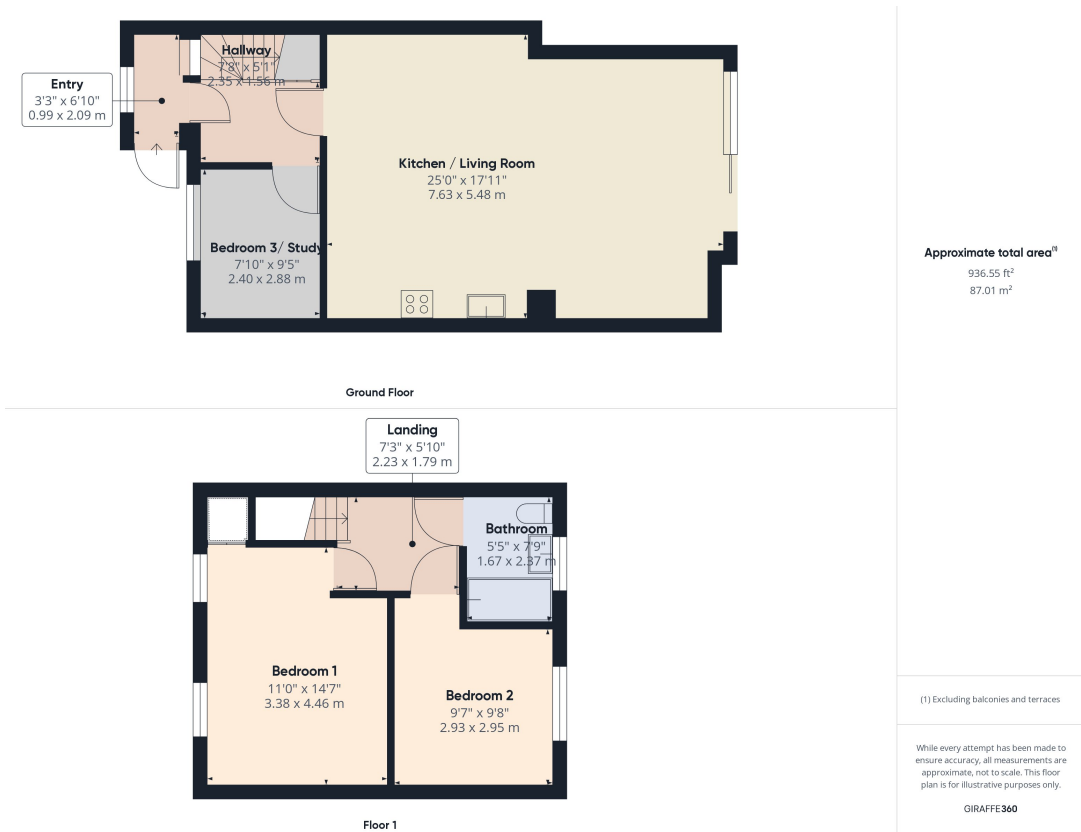 Hallway
7'8" x 5'1"
2.35 x 1.56 m
Entry
3'3" x 6'10"
0.99 x 2.09 m
Kitchen / Living Room
25'0" x 17'11"
7.63 x 5.48 m
Bedroom 3/ Study
7'10" x 9'5"
2.40 x 2.88 m
Ground Floor
Landing
7'3" x 5'10"
2.23 x 1.79 m
Bathroom
5'5" x 7'9"
1.67 x 2.37 m
Bedroom 1
11'0" x 14'7"
3.38 x 4.46 m
Bedroom 2
9'7" x 9'8"
2.93 x 2.95 m
Floor 1
Approximate total area(1)
936.55 ft²
87.01 m²
(1) Excluding balconies and terraces
While every attempt has been made to
ensure accuracy, all measurements are
approximate, not to scale. This floor
plan is for illustrative purposes only.
GIRAFFE360